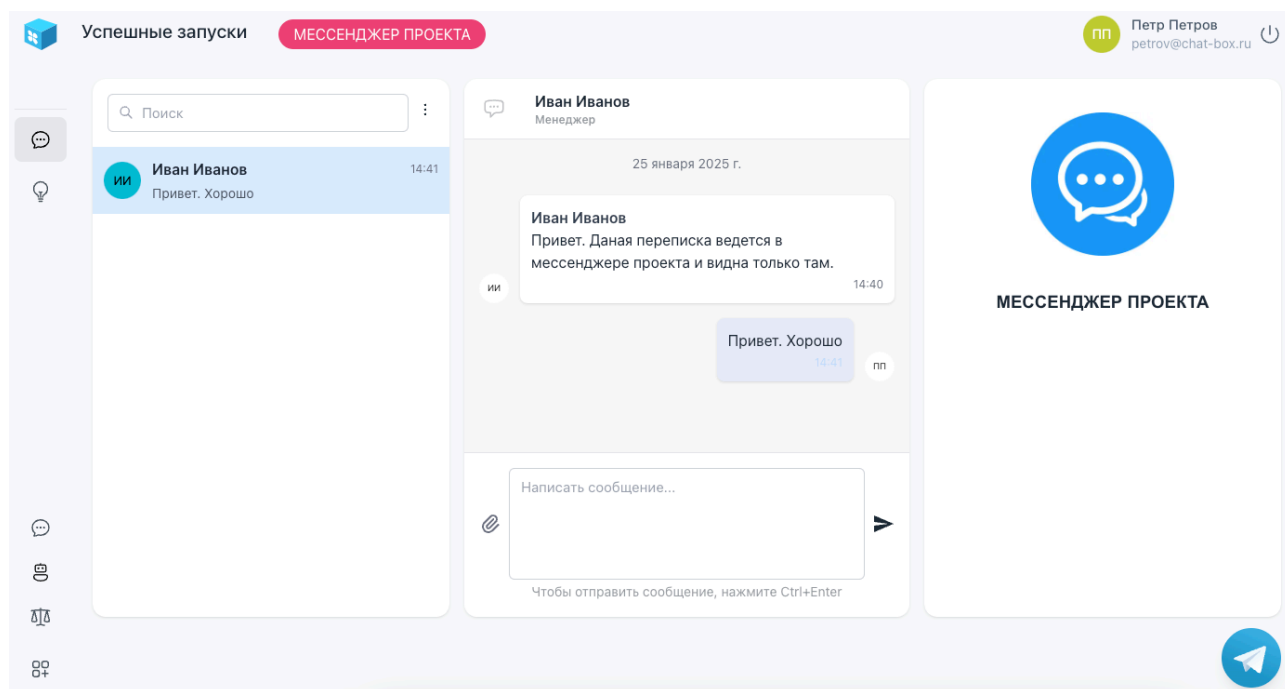 Успешные запуски
МЕССЕНДЖЕР ПРОЕКТА
ПП
Петр Петров
petrov@chat-box.ru
Поиск
ИИ
Иван Иванов
14:41
Привет. Хорошо
Иван Иванов
Менеджер
25 января 2025 г.
Иван Иванов
Привет. Даная переписка ведется в
мессенджере проекта и видна только там.
14:40
ИИ
Привет. Хорошо
14:41
ПП
Написать сообщение...
Чтобы отправить сообщение, нажмите Ctrl+Enter
МЕССЕНДЖЕР ПРОЕКТА